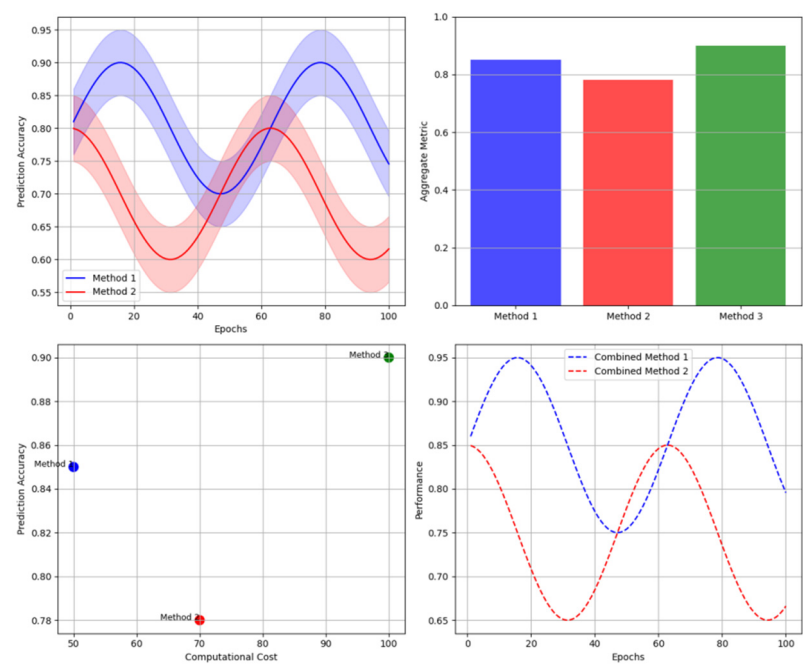 0.95
0.90
0.85
0.80
0.75
0.70
0.65
0.60
0.55
Prediction Accuracy
Method 1
Method 2
0 20 40 60 80 100
Epochs
1.0
0.8
0.6
0.4
0.2
0.0
Aggregate Metric
Method 1 Method 2 Method 3
0.90
0.88
0.86
0.84
0.82
0.80
0.78
Prediction Accuracy
Method
Method
Method
50 60 70 80 90 100
Computational Cost
0.95
0.90
0.85
0.80
0.75
0.70
0.65
Performance
Combined Method 1
Combined Method 2
0 20 40 60 80 100
Epochs